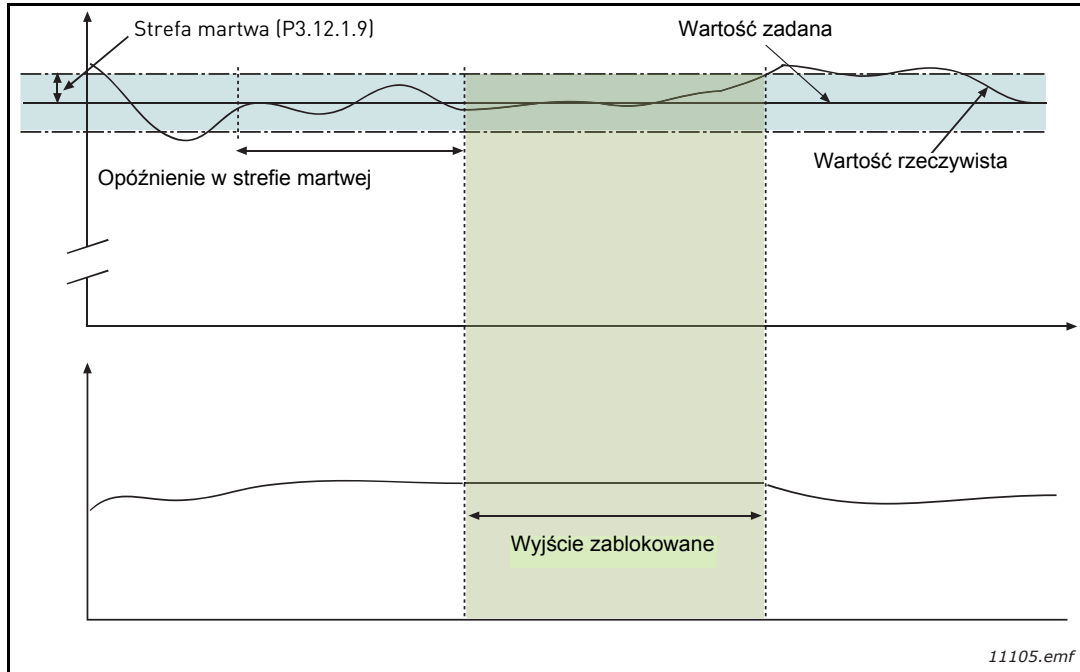 Strefa martwa (P3.12.1.9)
Wartość zadana
Wartość rzeczywista
Opóźnienie w strefie martwej
Wyjście zablokowane
11105.emf